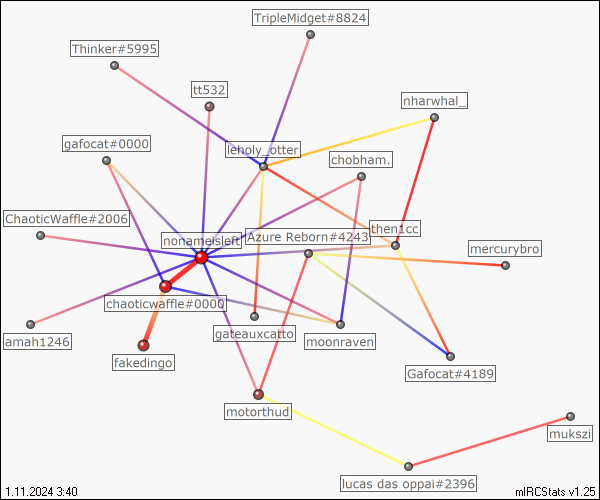 TripleMidget#8824
Thinker#5995
tt532
nharwhal_
gafocat#0000
leholy_otter
chobham.
ChaoticWaffle#2006
then1cc
nonameisleft
Azure Reborn#4243
mercurybro
chaoticwaffle#0000
gateauxcatto
amah1246
moonraven
fakedingo
Gafocat#4189
motorthud
mukszi
lucas das oppai#2396
1.11.2024 3:40
mIRCStats v1.25